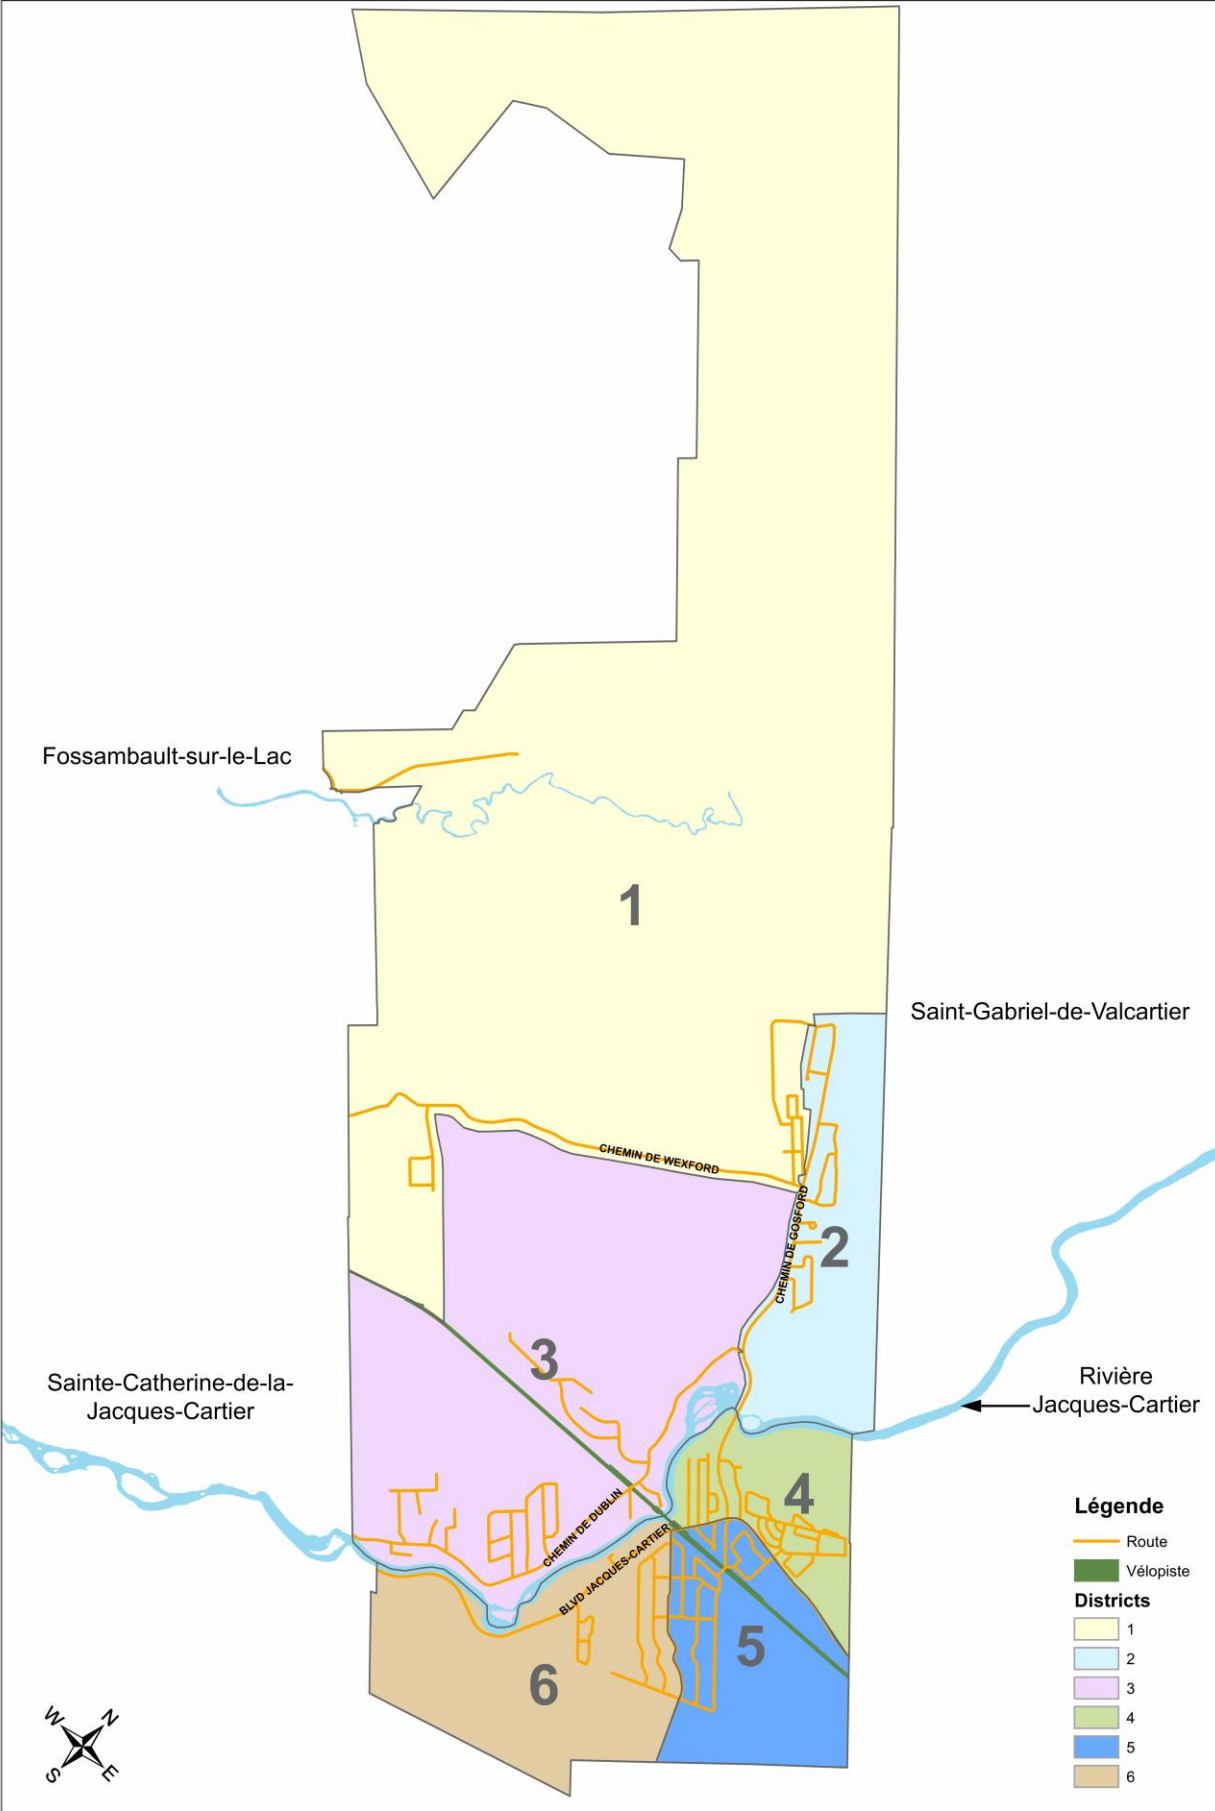 Fossambault-sur-le-Lac
1
Saint-Gabriel-de-Valcartier
CHEMIN DE WEXFORD
CHEMIN DE GOSFORD
2
3
Sainte-Catherine-de-la-
Jacques-Cartier
Rivière
Jacques-Cartier
4
CHEMIN DE DUBLIN
BLVD JACQUES-CARTIER
5
6
W
N
S
E
Légende
Route
Vélopiste
Districts
1
2
3
4
5
6